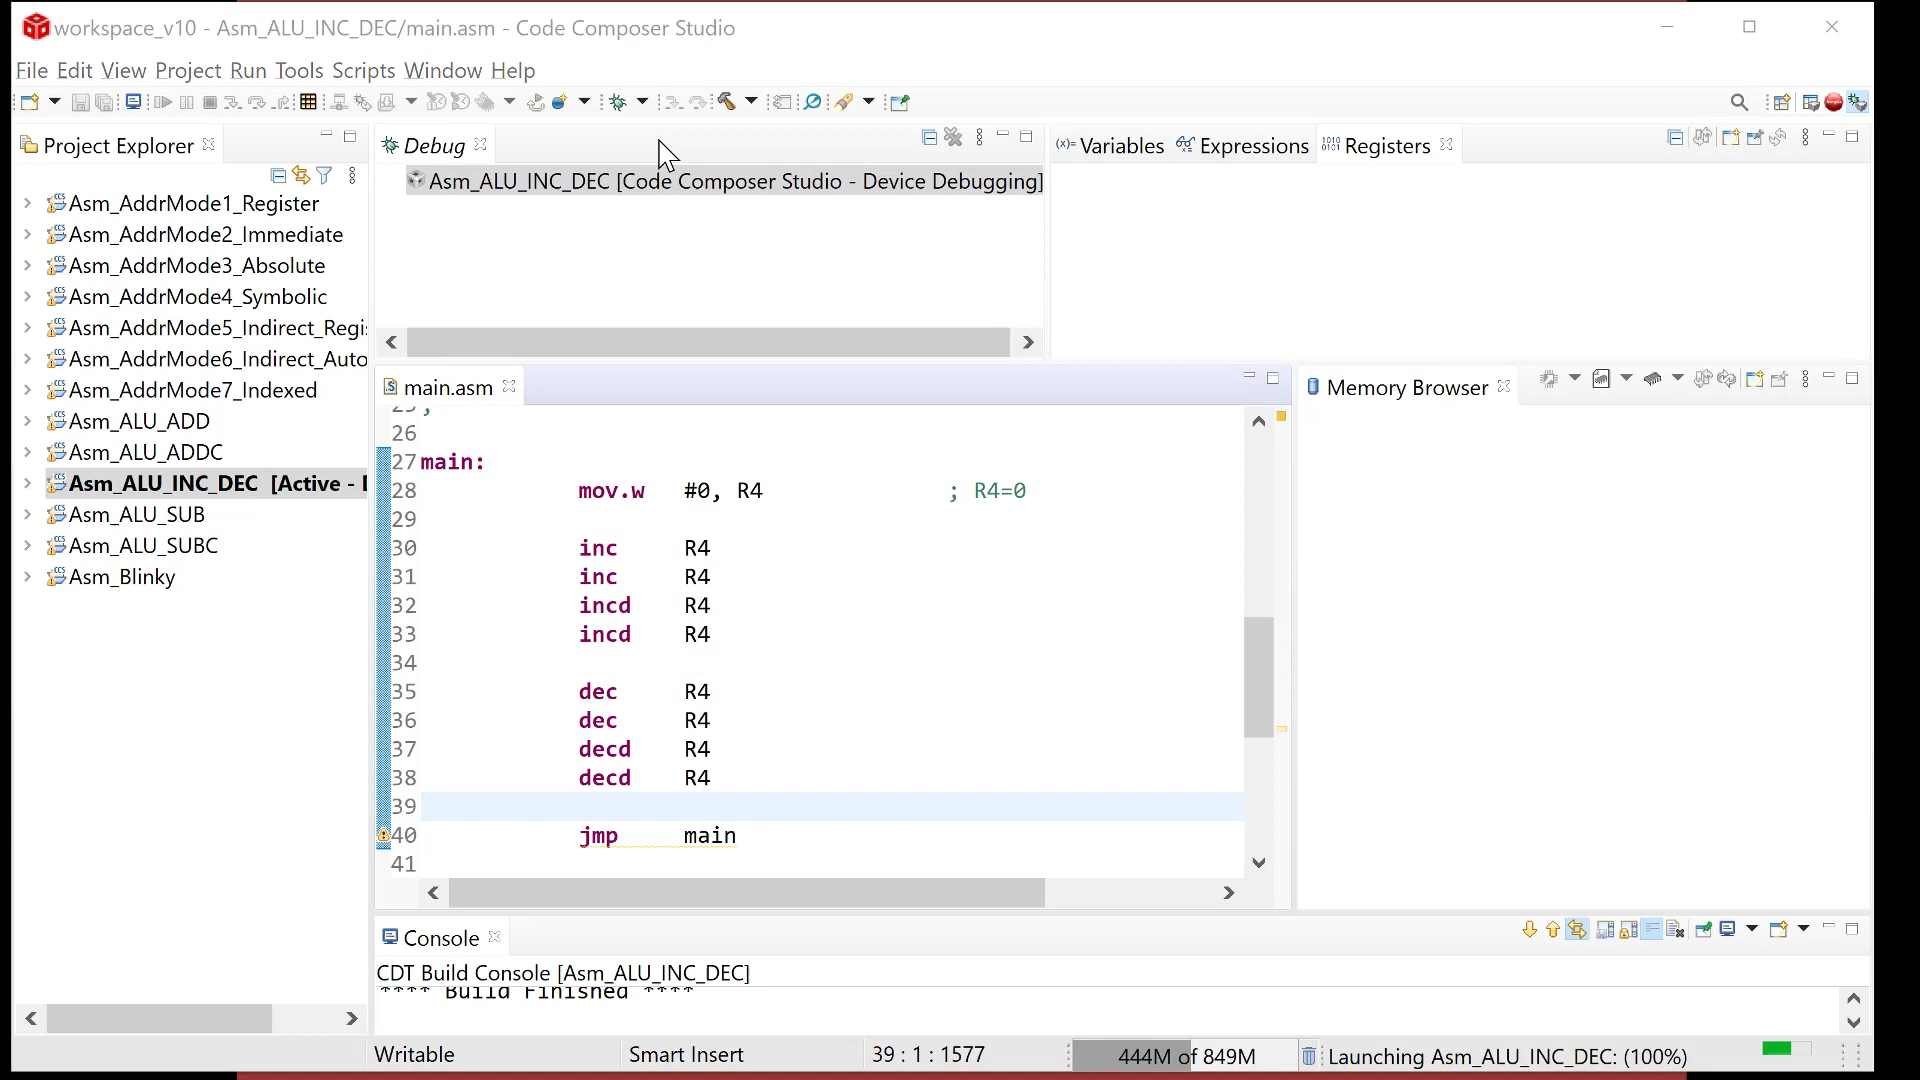 workspace_v10 - Asm_ALU_INC_DEC/main.asm - Code Composer Studio
File Edit View Project Run Tools Scripts Window Help
Project Explorer
Asm_AddrMode1_Register
Asm_AddrMode2_Immediate
Asm_AddrMode3_Absolute
Asm_AddrMode4_Symbolic
Asm_AddrMode5_Indirect_Regi
Asm_AddrMode6_Indirect_Auto
Asm_AddrMode7_Indexed
Asm_ALU_ADD
Asm_ALU_ADDC
Asm_ALU_INC_DEC [Active -
Asm_ALU_SUB
Asm_ALU_SUBC
Asm_Blinky
Debug
Asm_ALU_INC_DEC [Code Composer Studio - Device Debugging]
Variables Expressions Registers
main.asm
25 ;
26
27 main:
28 mov.w #0, R4 ; R4=0
29
30 inc R4
31 inc R4
32 incd R4
33 incd R4
34
35 dec R4
36 dec R4
37 decd R4
38 decd R4
39
40 jmp main
41
Memory Browser
Console
CDT Build Console [Asm_ALU_INC_DEC]
**** Build Finished ****
Writable Smart Insert 39 : 1 : 1577 444M of 849M Launching Asm_ALU_INC_DEC: (100%)